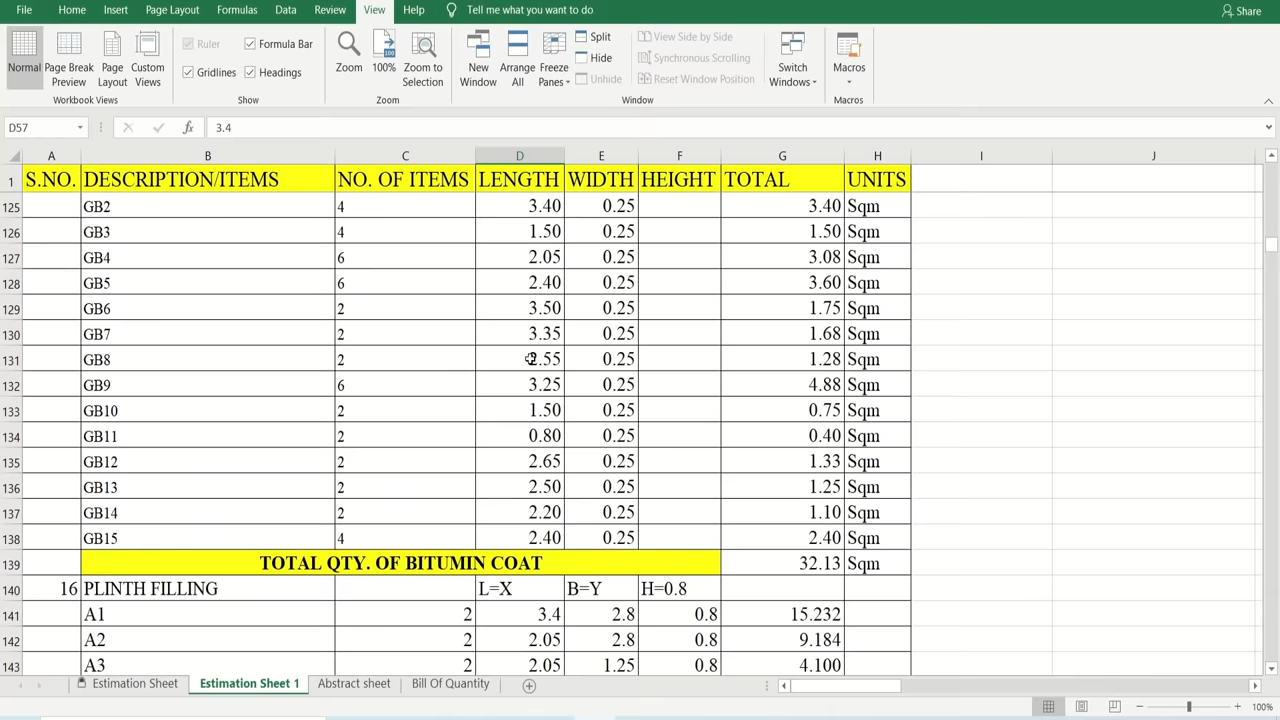 File Home Insert Page Layout Formulas Data Review View Help Tell me what you want to do Share
Normal Page Break Preview Page Layout Custom Views
Ruler Formula Bar
Gridlines Headings
Zoom 100% Zoom to Selection
New Window Arrange All Freeze Panes
Split
Hide
Unhide
View Side by Side
Synchronous Scrolling
Reset Window Position
Switch Windows Macros
Workbook Views Show Zoom Window Macros
D57 fx 3.4
A B C D E F G H I J
1 S.NO. DESCRIPTION/ITEMS NO. OF ITEMS LENGTH WIDTH HEIGHT TOTAL UNITS
125 GB2 4 3.40 0.25 3.40 Sqm
126 GB3 4 1.50 0.25 1.50 Sqm
127 GB4 6 2.05 0.25 3.08 Sqm
128 GB5 6 2.40 0.25 3.60 Sqm
129 GB6 2 3.50 0.25 1.75 Sqm
130 GB7 2 3.35 0.25 1.68 Sqm
131 GB8 2 2.55 0.25 1.28 Sqm
132 GB9 6 3.25 0.25 4.88 Sqm
133 GB10 2 1.50 0.25 0.75 Sqm
134 GB11 2 0.80 0.25 0.40 Sqm
135 GB12 2 2.65 0.25 1.33 Sqm
136 GB13 2 2.50 0.25 1.25 Sqm
137 GB14 2 2.20 0.25 1.10 Sqm
138 GB15 4 2.40 0.25 2.40 Sqm
139 TOTAL QTY. OF BITUMIN COAT 32.13 Sqm
140 16 PLINTH FILLING L=X B=Y H=0.8
141 A1 2 3.4 2.8 0.8 15.232
142 A2 2 2.05 2.8 0.8 9.184
143 A3 2 2.05 1.25 0.8 4.100
Estimation Sheet Estimation Sheet 1 Abstract sheet Bill Of Quantity
100%